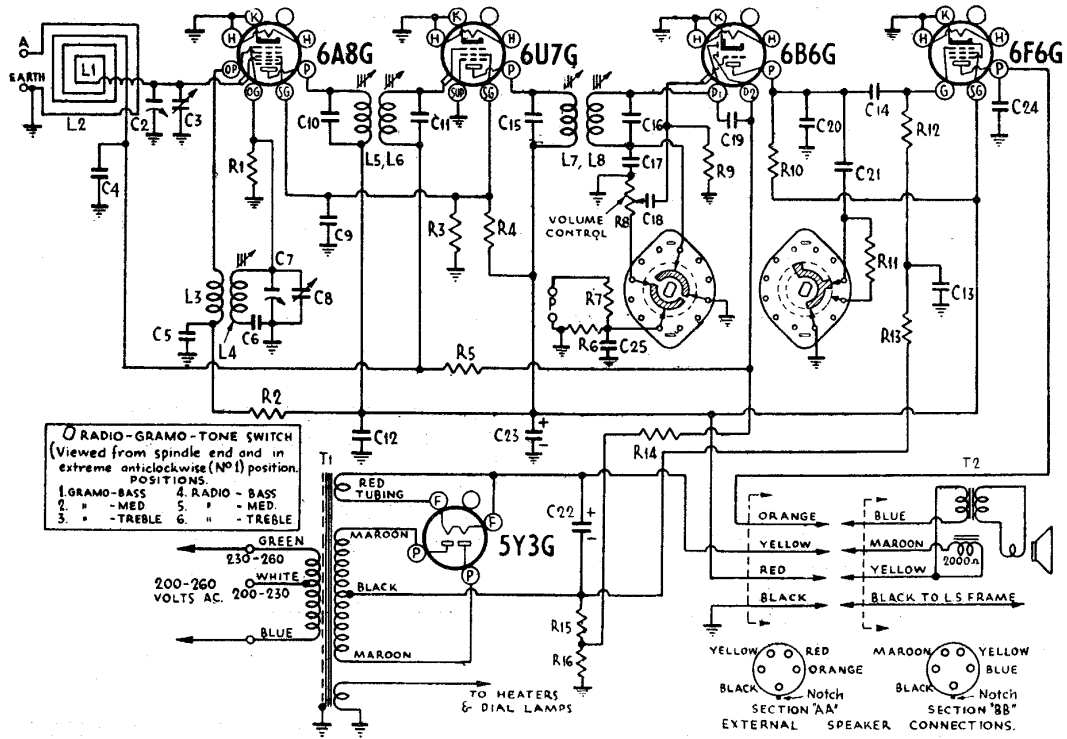 K
H
H
OP
P
OG
SG
6A8G
K
H
H
P
SUP
SG
6U7G
K
H
H
P
D1
D2
6B6G
K
H
H
P
G
SG
6F6G
A
EARTH
L1
L2
C2
C3
C4
R1
C10
L5, L6
C11
C15
L7, L8
C16
C17
C18
C19
R9
R10
C20
C21
C14
R12
C24
R8
VOLUME
CONTROL
C9
R3
R4
L3
L4
C5
C6
C7
C8
P
R7
R6
C25
R11
C13
R13
R5
R2
C12
C23
+
-
R14
RADIO-GRAMO-TONE SWITCH
(Viewed from spindle end and in
extreme anticlockwise (No1) position.
POSITIONS.
1. GRAMO-BASS 4. RADIO - BASS
2. " -MED 5. " - MED.
3. " -TREBLE 6. " - TREBLE
T1
RED
TUBING
F
F
P
P
5Y3G
MAROON
BLACK
MAROON
C22
+
-
R15
R16
GREEN
230-260
WHITE
200-230
200-260
VOLTS AC.
BLUE
TO HEATERS
& DIAL LAMPS
T2
ORANGE
BLUE
YELLOW
MAROON
2000Ω
RED
YELLOW
BLACK
BLACK TO LS FRAME
YELLOW
RED
ORANGE
BLACK
Notch
SECTION "AA"
MAROON
YELLOW
BLUE
BLACK
Notch
SECTION "BB"
EXTERNAL SPEAKER CONNECTIONS.